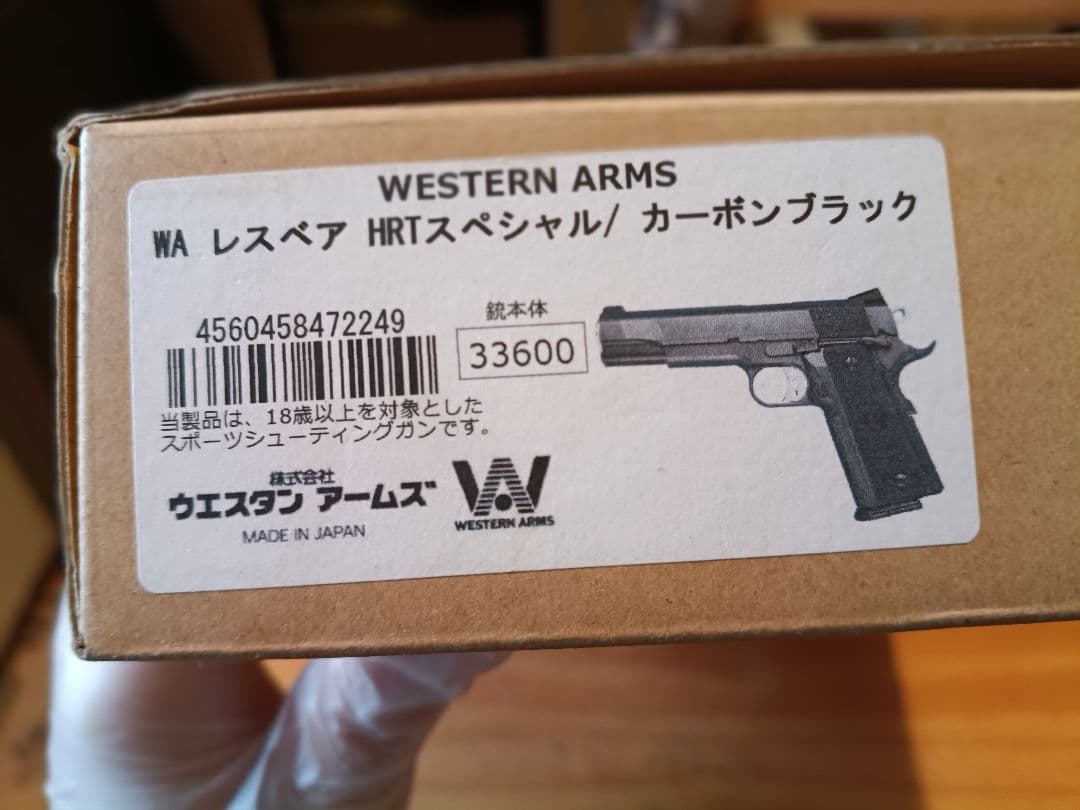 WESTERN ARMS
WA レスベア HRTスペシャル/ カーボンブラック
4560458472249
銃本体
33600
当製品は、18歳以上を対象とした
スポーツシューティングガンです。
株式会社
ウエスタン アームズ
MADE IN JAPAN
WESTERN ARMS